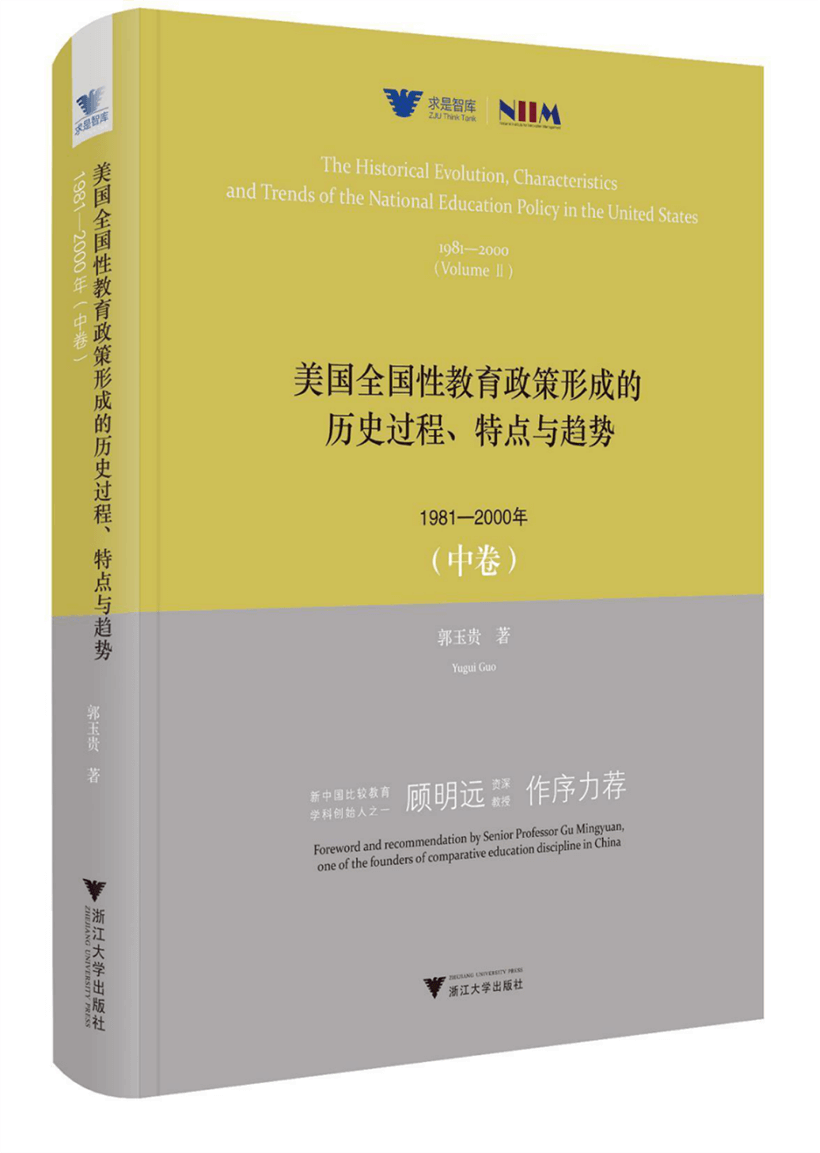 求是智库
美国全国性教育政策形成的历史过程、特点与趋势
1981—2000年(中卷)
郭玉贵 著
浙江大学出版社
ZHEJIANG UNIVERSITY PRESS
求是智库
ZJU Think Tank
NIIM
The Historical Evolution, Characteristics
and Trends of the National Education Policy in the United States
1981—2000
(Volume Ⅱ)
美国全国性教育政策形成的
历史过程、特点与趋势
1981—2000年
(中卷)
郭玉贵 著
Yugui Guo
新中国比较教育
学科创始人之一
顾明远 资深教授 作序力荐
Foreword and recommendation by Senior Professor Gu Mingyuan,
one of the founders of comparative education discipline in China
ZHEJIANG UNIVERSITY PRESS
浙江大学出版社